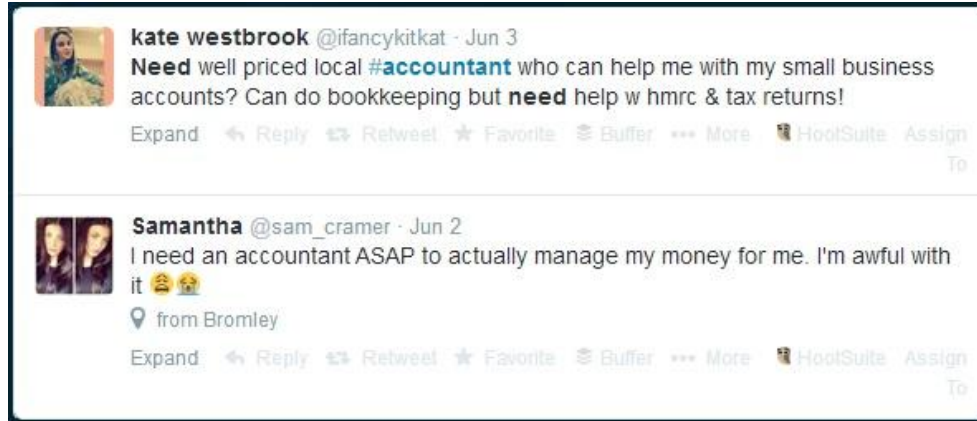 kate westbrook @ifancykitkat · Jun 3
Need well priced local #accountant who can help me with my small business
accounts? Can do bookkeeping but need help w hmrc & tax returns!
Expand Reply Retweet Favorite Buffer More HootSuite Assign
To
Samantha @sam_cramer · Jun 2
I need an accountant ASAP to actually manage my money for me. I'm awful with
it 😩😭
from Bromley
Expand Reply Retweet Favorite Buffer More HootSuite Assign
To